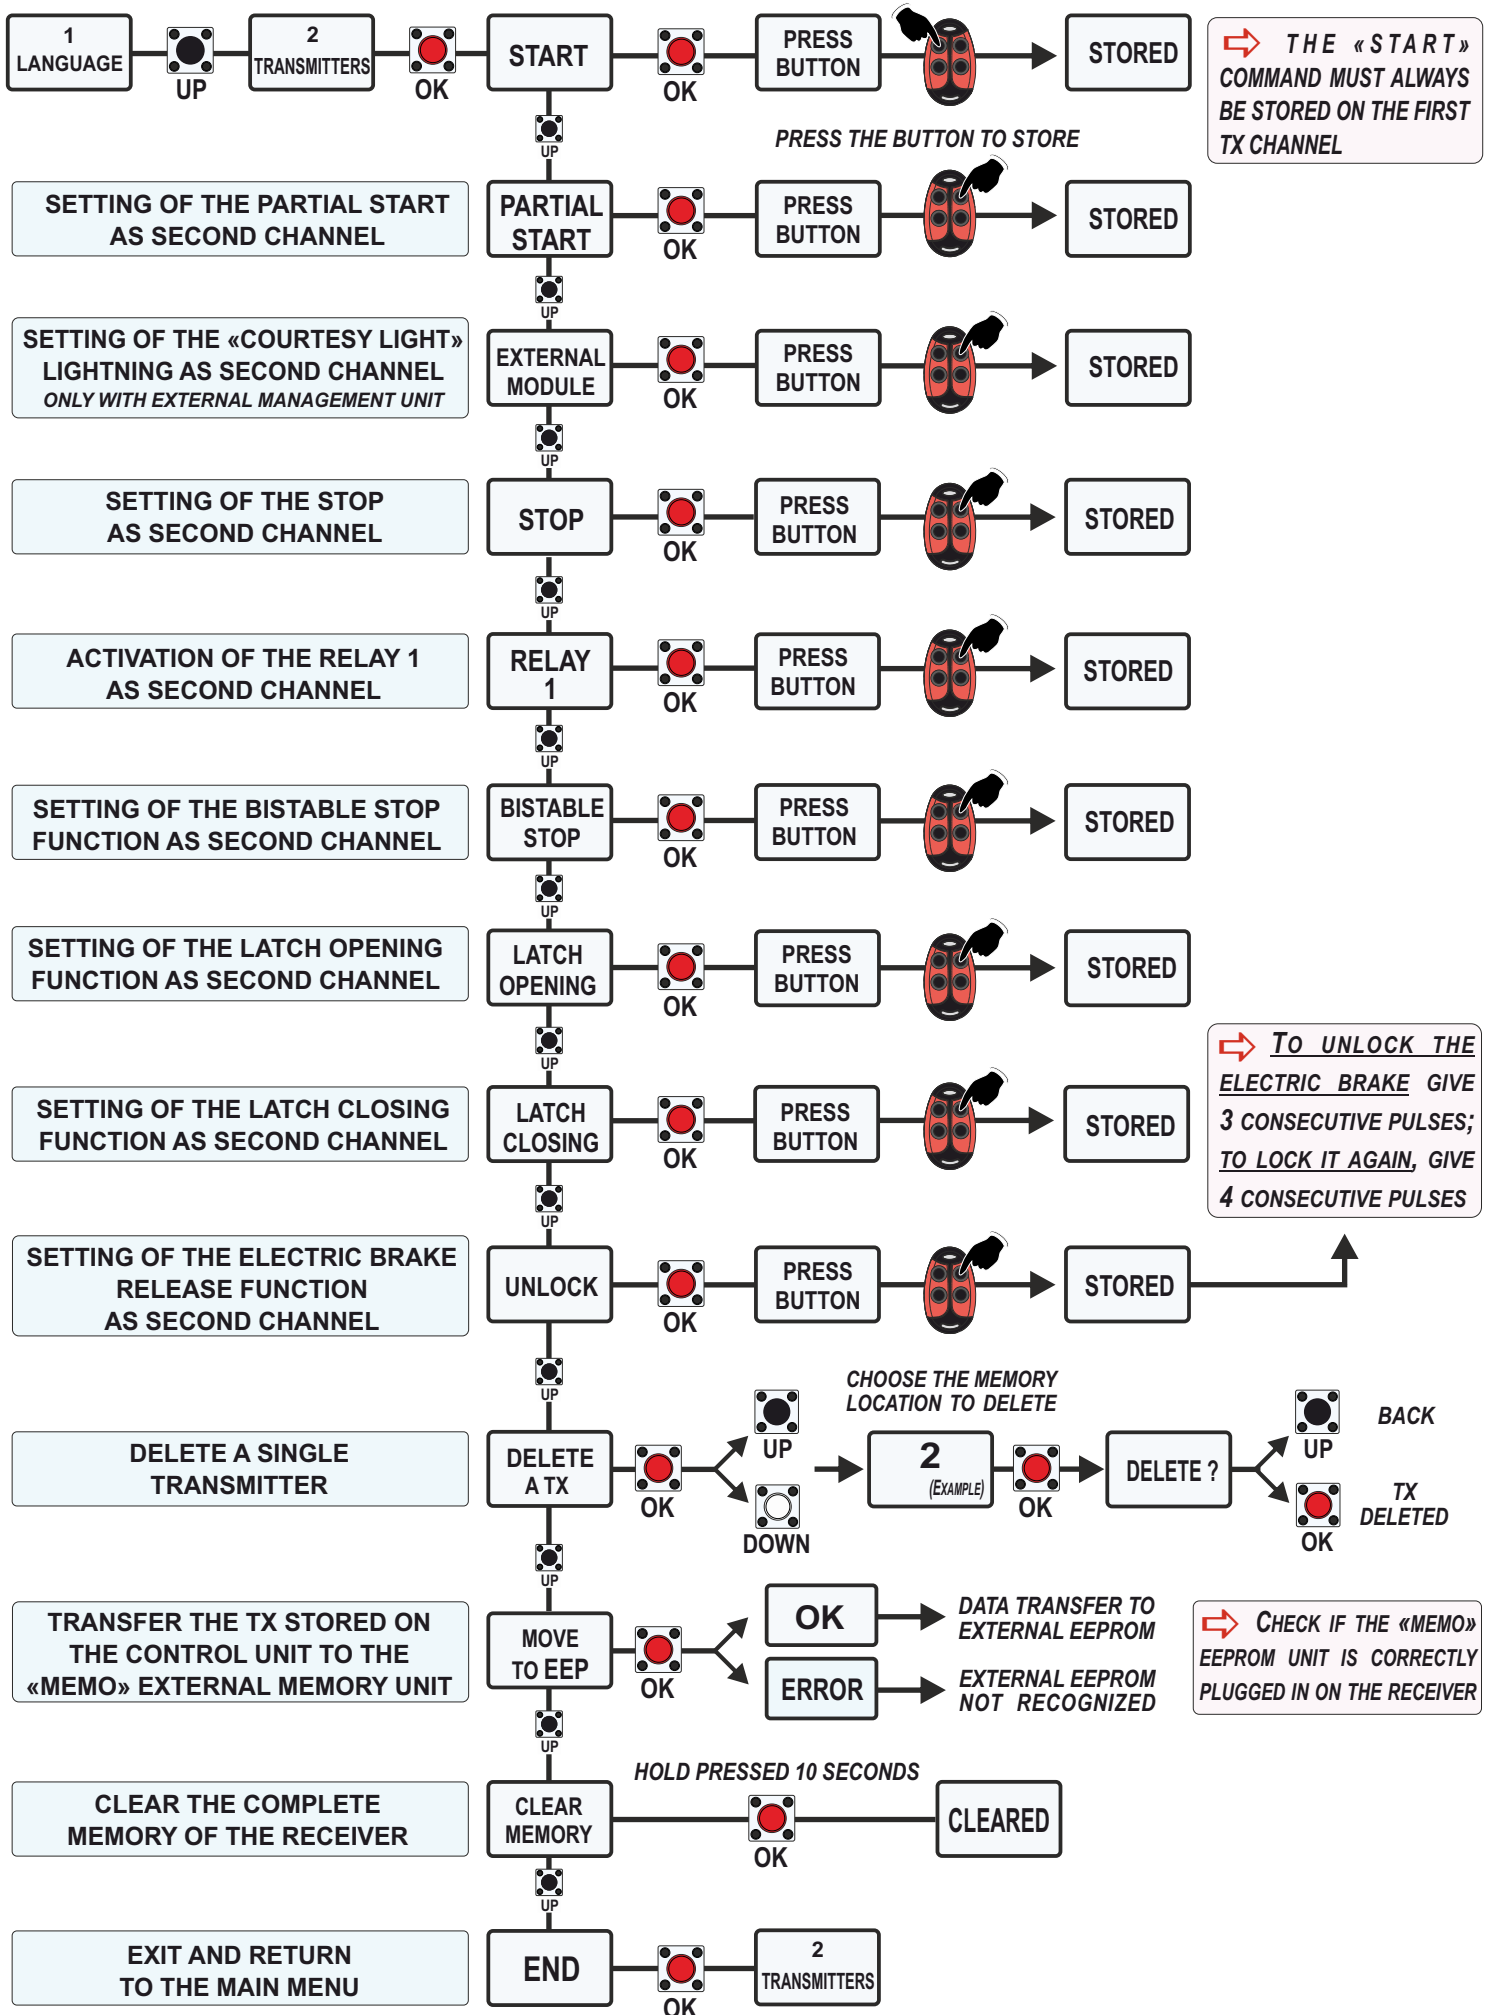 1
LANGUAGE
UP
2
TRANSMITTERS
OK
START
OK
PRESS
BUTTON
STORED
THE «START»
COMMAND MUST ALWAYS
BE STORED ON THE FIRST
TX CHANNEL
UP
PRESS THE BUTTON TO STORE
SETTING OF THE PARTIAL START
AS SECOND CHANNEL
PARTIAL
START
OK
PRESS
BUTTON
STORED
UP
SETTING OF THE «COURTESY LIGHT»
LIGHTNING AS SECOND CHANNEL
ONLY WITH EXTERNAL MANAGEMENT UNIT
EXTERNAL
MODULE
OK
PRESS
BUTTON
STORED
UP
SETTING OF THE STOP
AS SECOND CHANNEL
STOP
OK
PRESS
BUTTON
STORED
UP
ACTIVATION OF THE RELAY 1
AS SECOND CHANNEL
RELAY
1
OK
PRESS
BUTTON
STORED
UP
SETTING OF THE BISTABLE STOP
FUNCTION AS SECOND CHANNEL
BISTABLE
STOP
OK
PRESS
BUTTON
STORED
UP
SETTING OF THE LATCH OPENING
FUNCTION AS SECOND CHANNEL
LATCH
OPENING
OK
PRESS
BUTTON
STORED
UP
SETTING OF THE LATCH CLOSING
FUNCTION AS SECOND CHANNEL
LATCH
CLOSING
OK
PRESS
BUTTON
STORED
TO UNLOCK THE
ELECTRIC BRAKE GIVE
3 CONSECUTIVE PULSES;
TO LOCK IT AGAIN, GIVE
4 CONSECUTIVE PULSES
UP
SETTING OF THE ELECTRIC BRAKE
RELEASE FUNCTION
AS SECOND CHANNEL
UNLOCK
OK
PRESS
BUTTON
STORED
UP
DELETE A SINGLE
TRANSMITTER
DELETE
A TX
OK
UP
DOWN
CHOOSE THE MEMORY
LOCATION TO DELETE
2
(EXAMPLE)
OK
DELETE ?
UP
BACK
OK
TX
DELETED
UP
TRANSFER THE TX STORED ON
THE CONTROL UNIT TO THE
«MEMO» EXTERNAL MEMORY UNIT
MOVE
TO EEP
OK
OK
DATA TRANSFER TO
EXTERNAL EEPROM
ERROR
EXTERNAL EEPROM
NOT RECOGNIZED
CHECK IF THE «MEMO»
EEPROM UNIT IS CORRECTLY
PLUGGED IN ON THE RECEIVER
UP
CLEAR THE COMPLETE
MEMORY OF THE RECEIVER
CLEAR
MEMORY
HOLD PRESSED 10 SECONDS
OK
CLEARED
UP
EXIT AND RETURN
TO THE MAIN MENU
END
OK
2
TRANSMITTERS